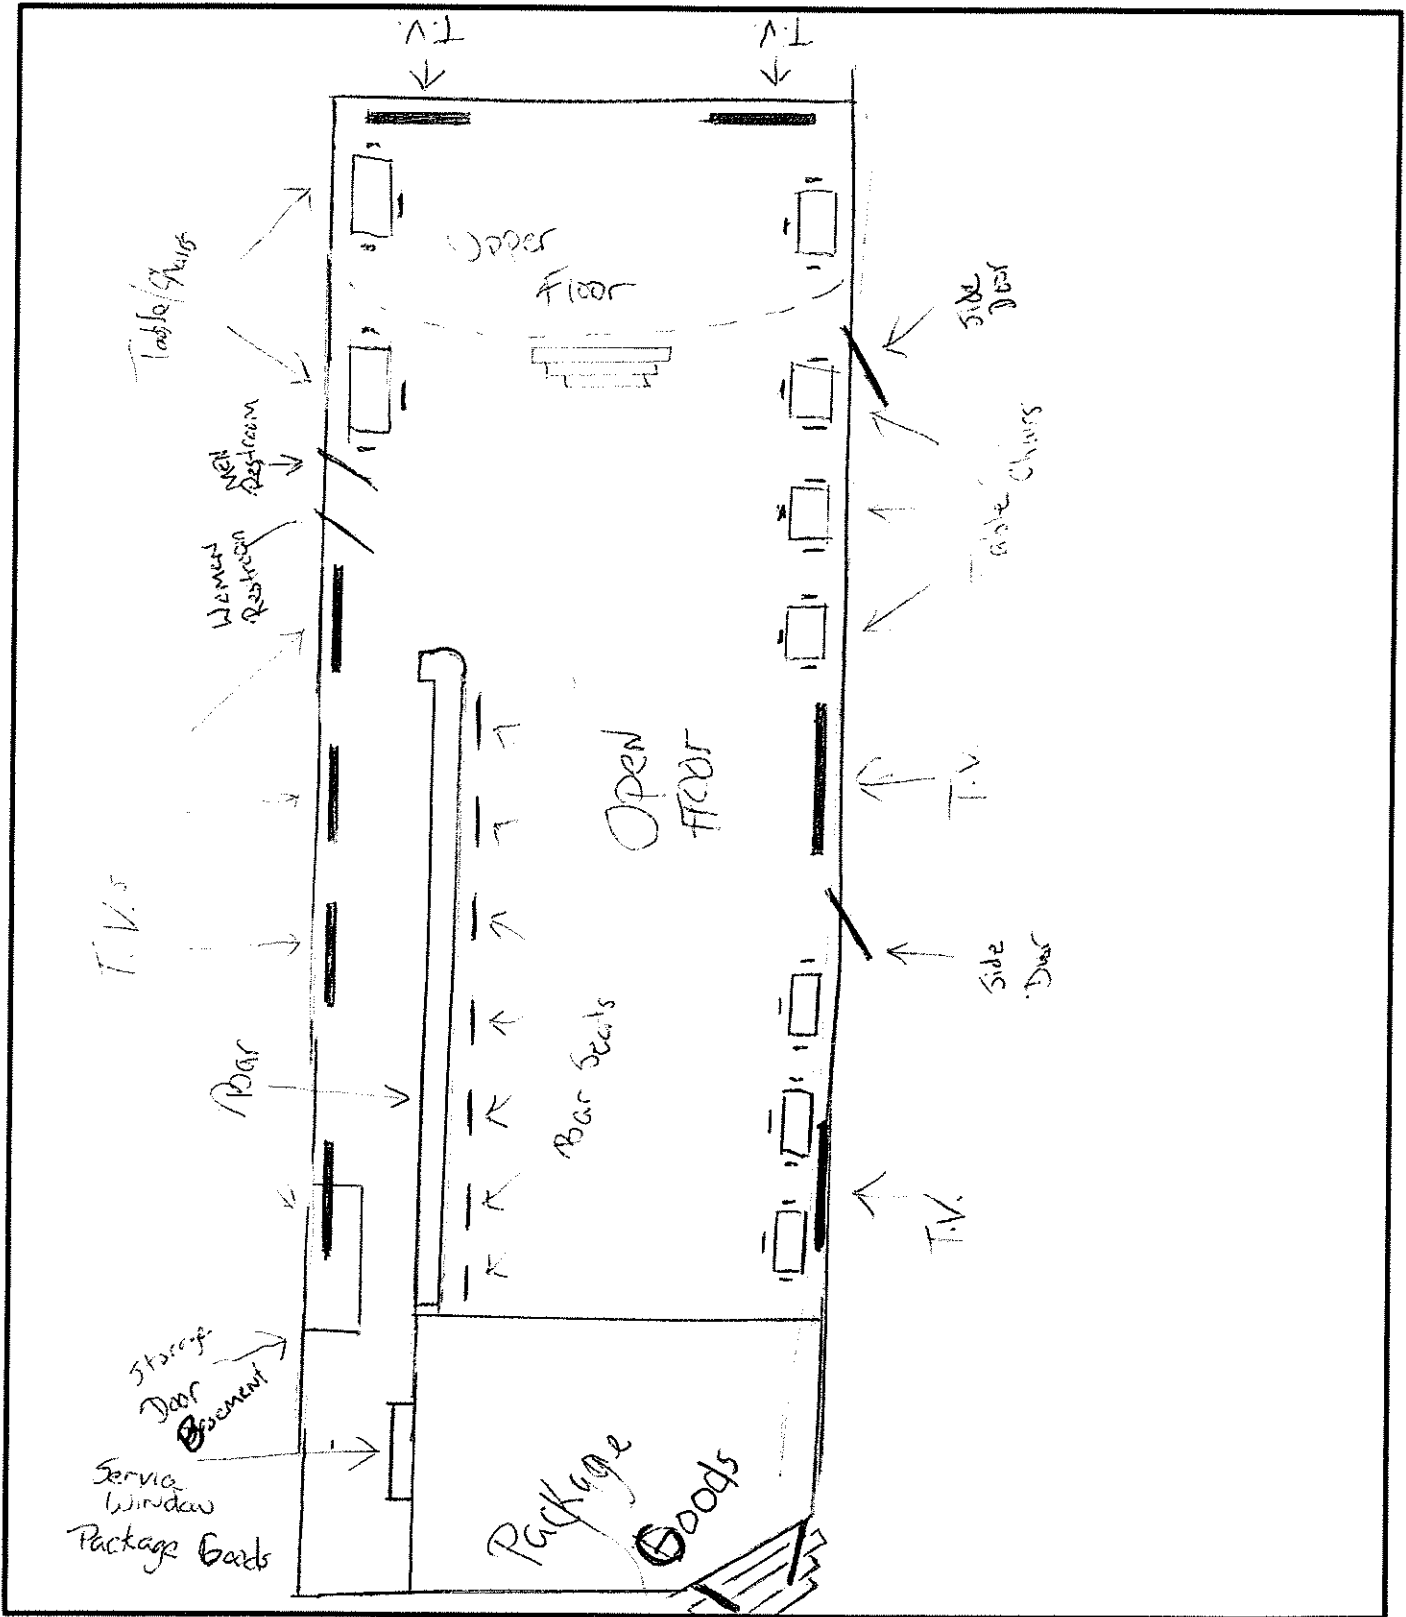 T.V.
T.V.
Table/Chairs
Upper
Floor
Side
Door
Men
Restroom
Women
Restroom
Table Chairs
Open
Floor
T.V.
T.V.s
Side
Door
Bar
Bar Seats
T.V.
Storage
Door
Basement
Service
Window
Package Goods
Package
Goods